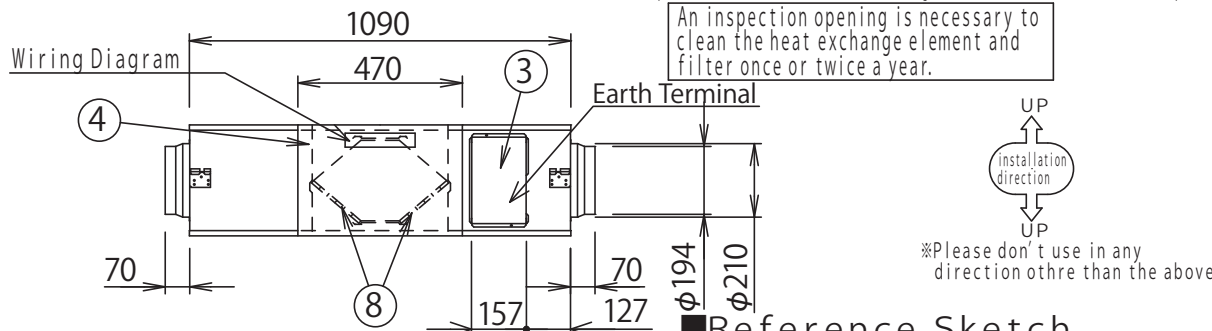 An inspection opening is necessary to
clean the heat exchange element and
filter once or twice a year.
1090
Wiring Diagram
470
3
Earth Terminal
4
UP
installation
direction
UP
※Please don't use in any
direction othre than the above
70
8
157
127
70
φ194
φ210
■Reference Sketch